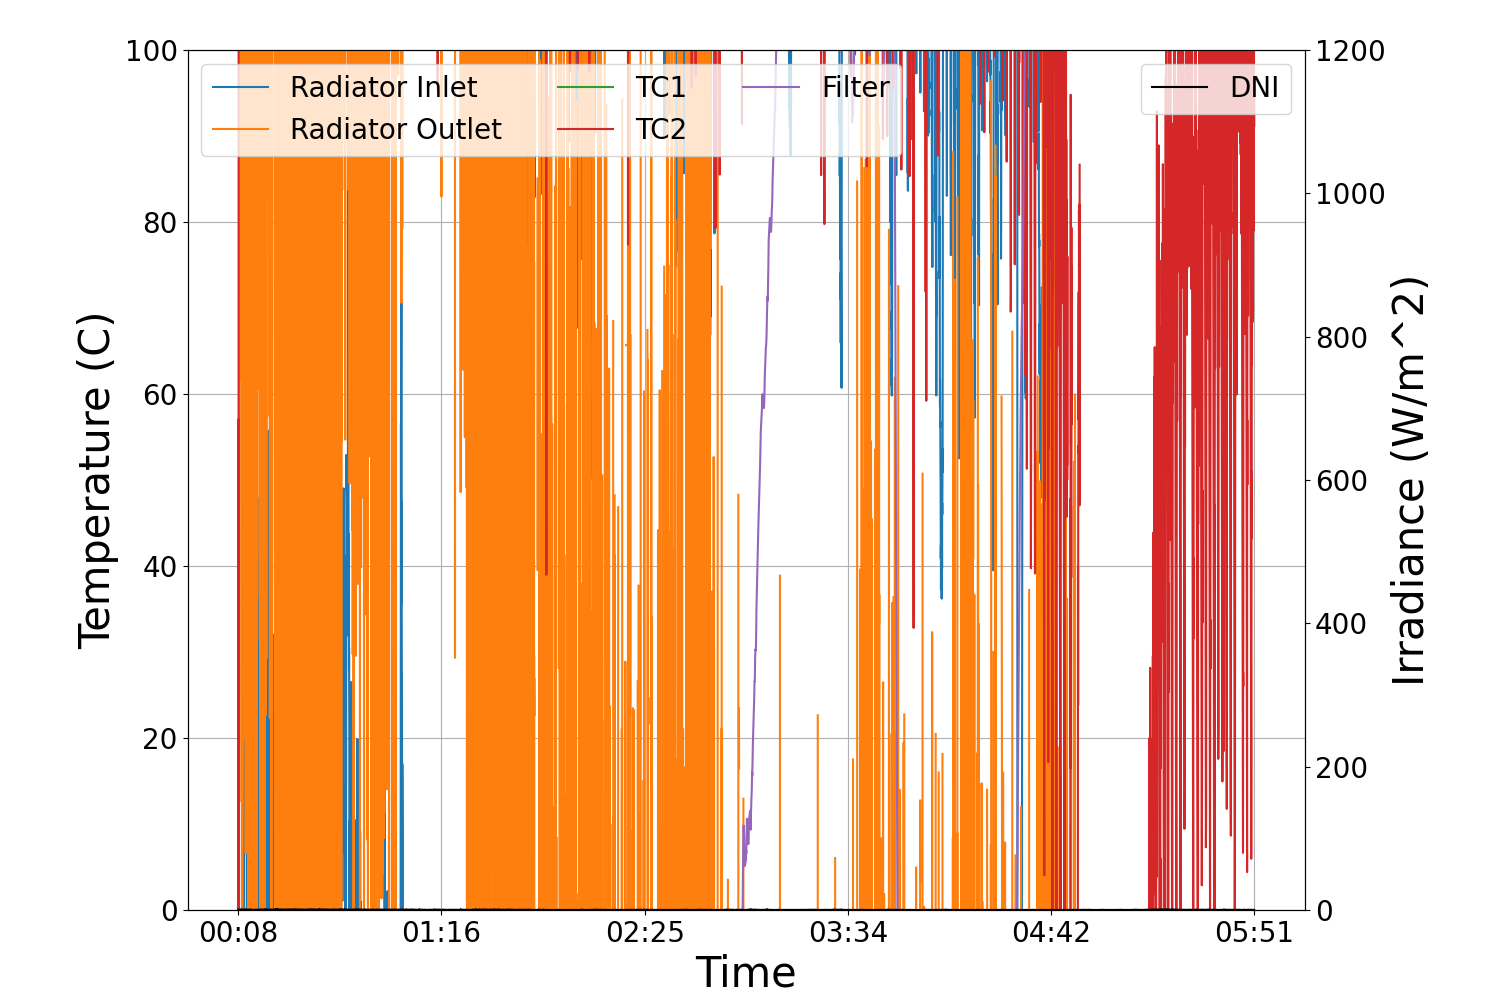 100
80
60
40
20
0
Temperature (C)
Radiator Inlet
Radiator Outlet
TC1
TC2
Filter
DNI
1200
1000
800
600
400
200
0
Irradiance (W/m^2)
00:08
01:16
02:25
03:34
04:42
05:51
Time